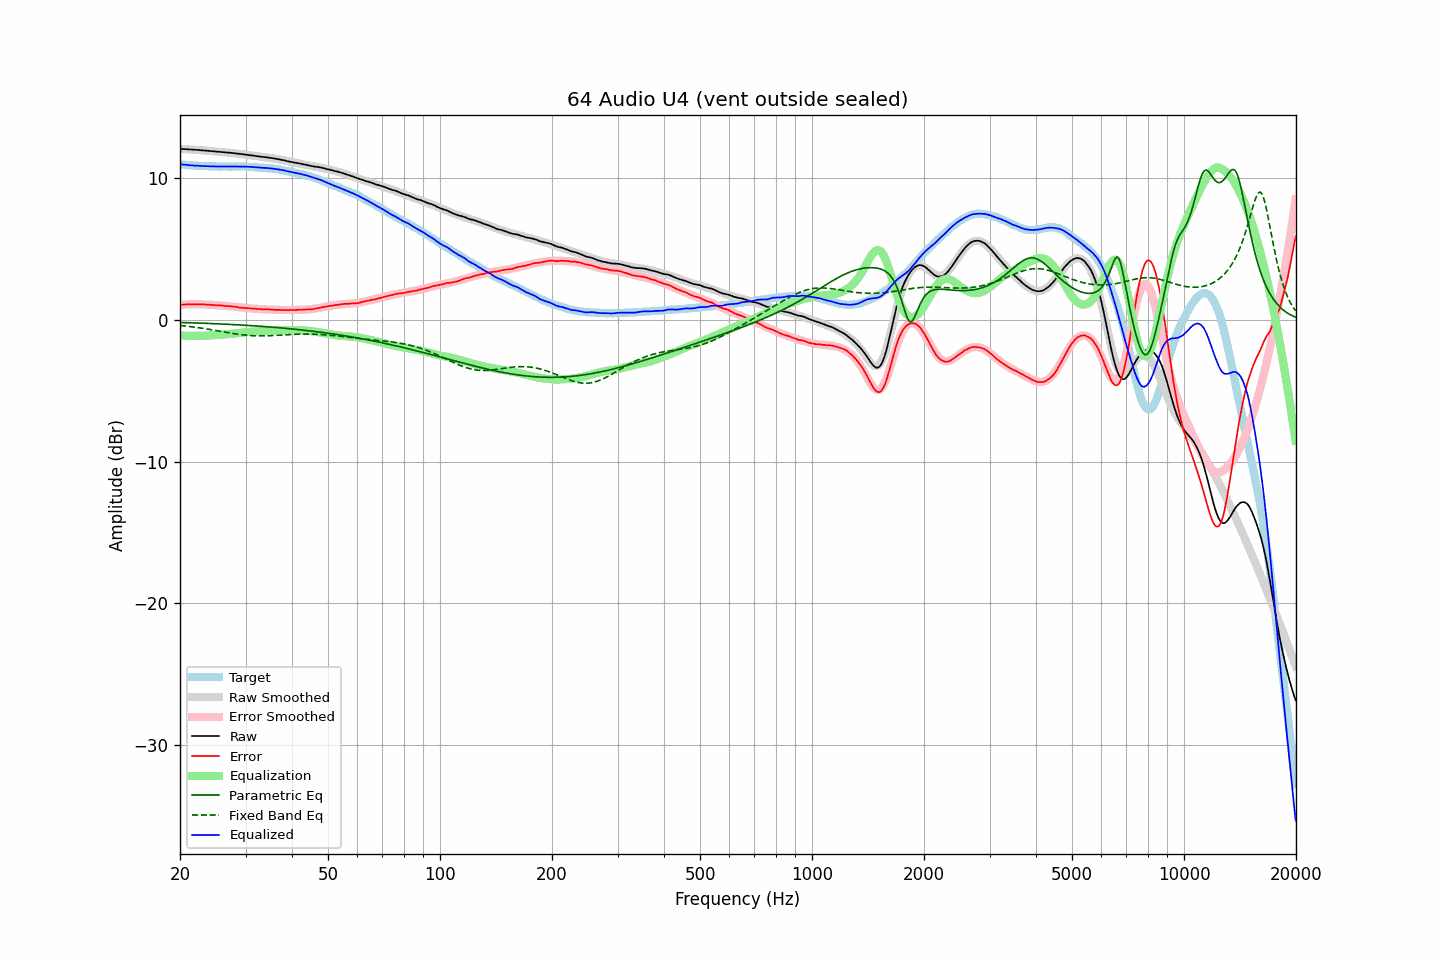 64 Audio U4 (vent outside sealed)
Amplitude (dBr)
10
0
−10
−20
−30
Target
Raw Smoothed
Error Smoothed
Raw
Error
Equalization
Parametric Eq
Fixed Band Eq
Equalized
20 50 100 200 500 1000 2000 5000 10000 20000
Frequency (Hz)